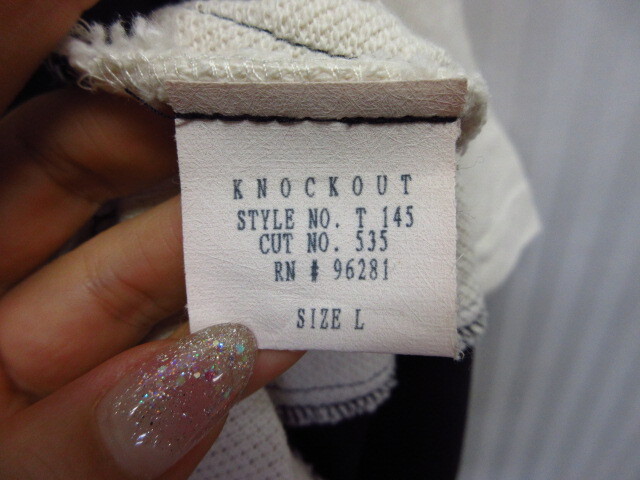 KNOCKOUT
STYLE NO. T 145
CUT NO. 535
RN # 96281
SIZE L